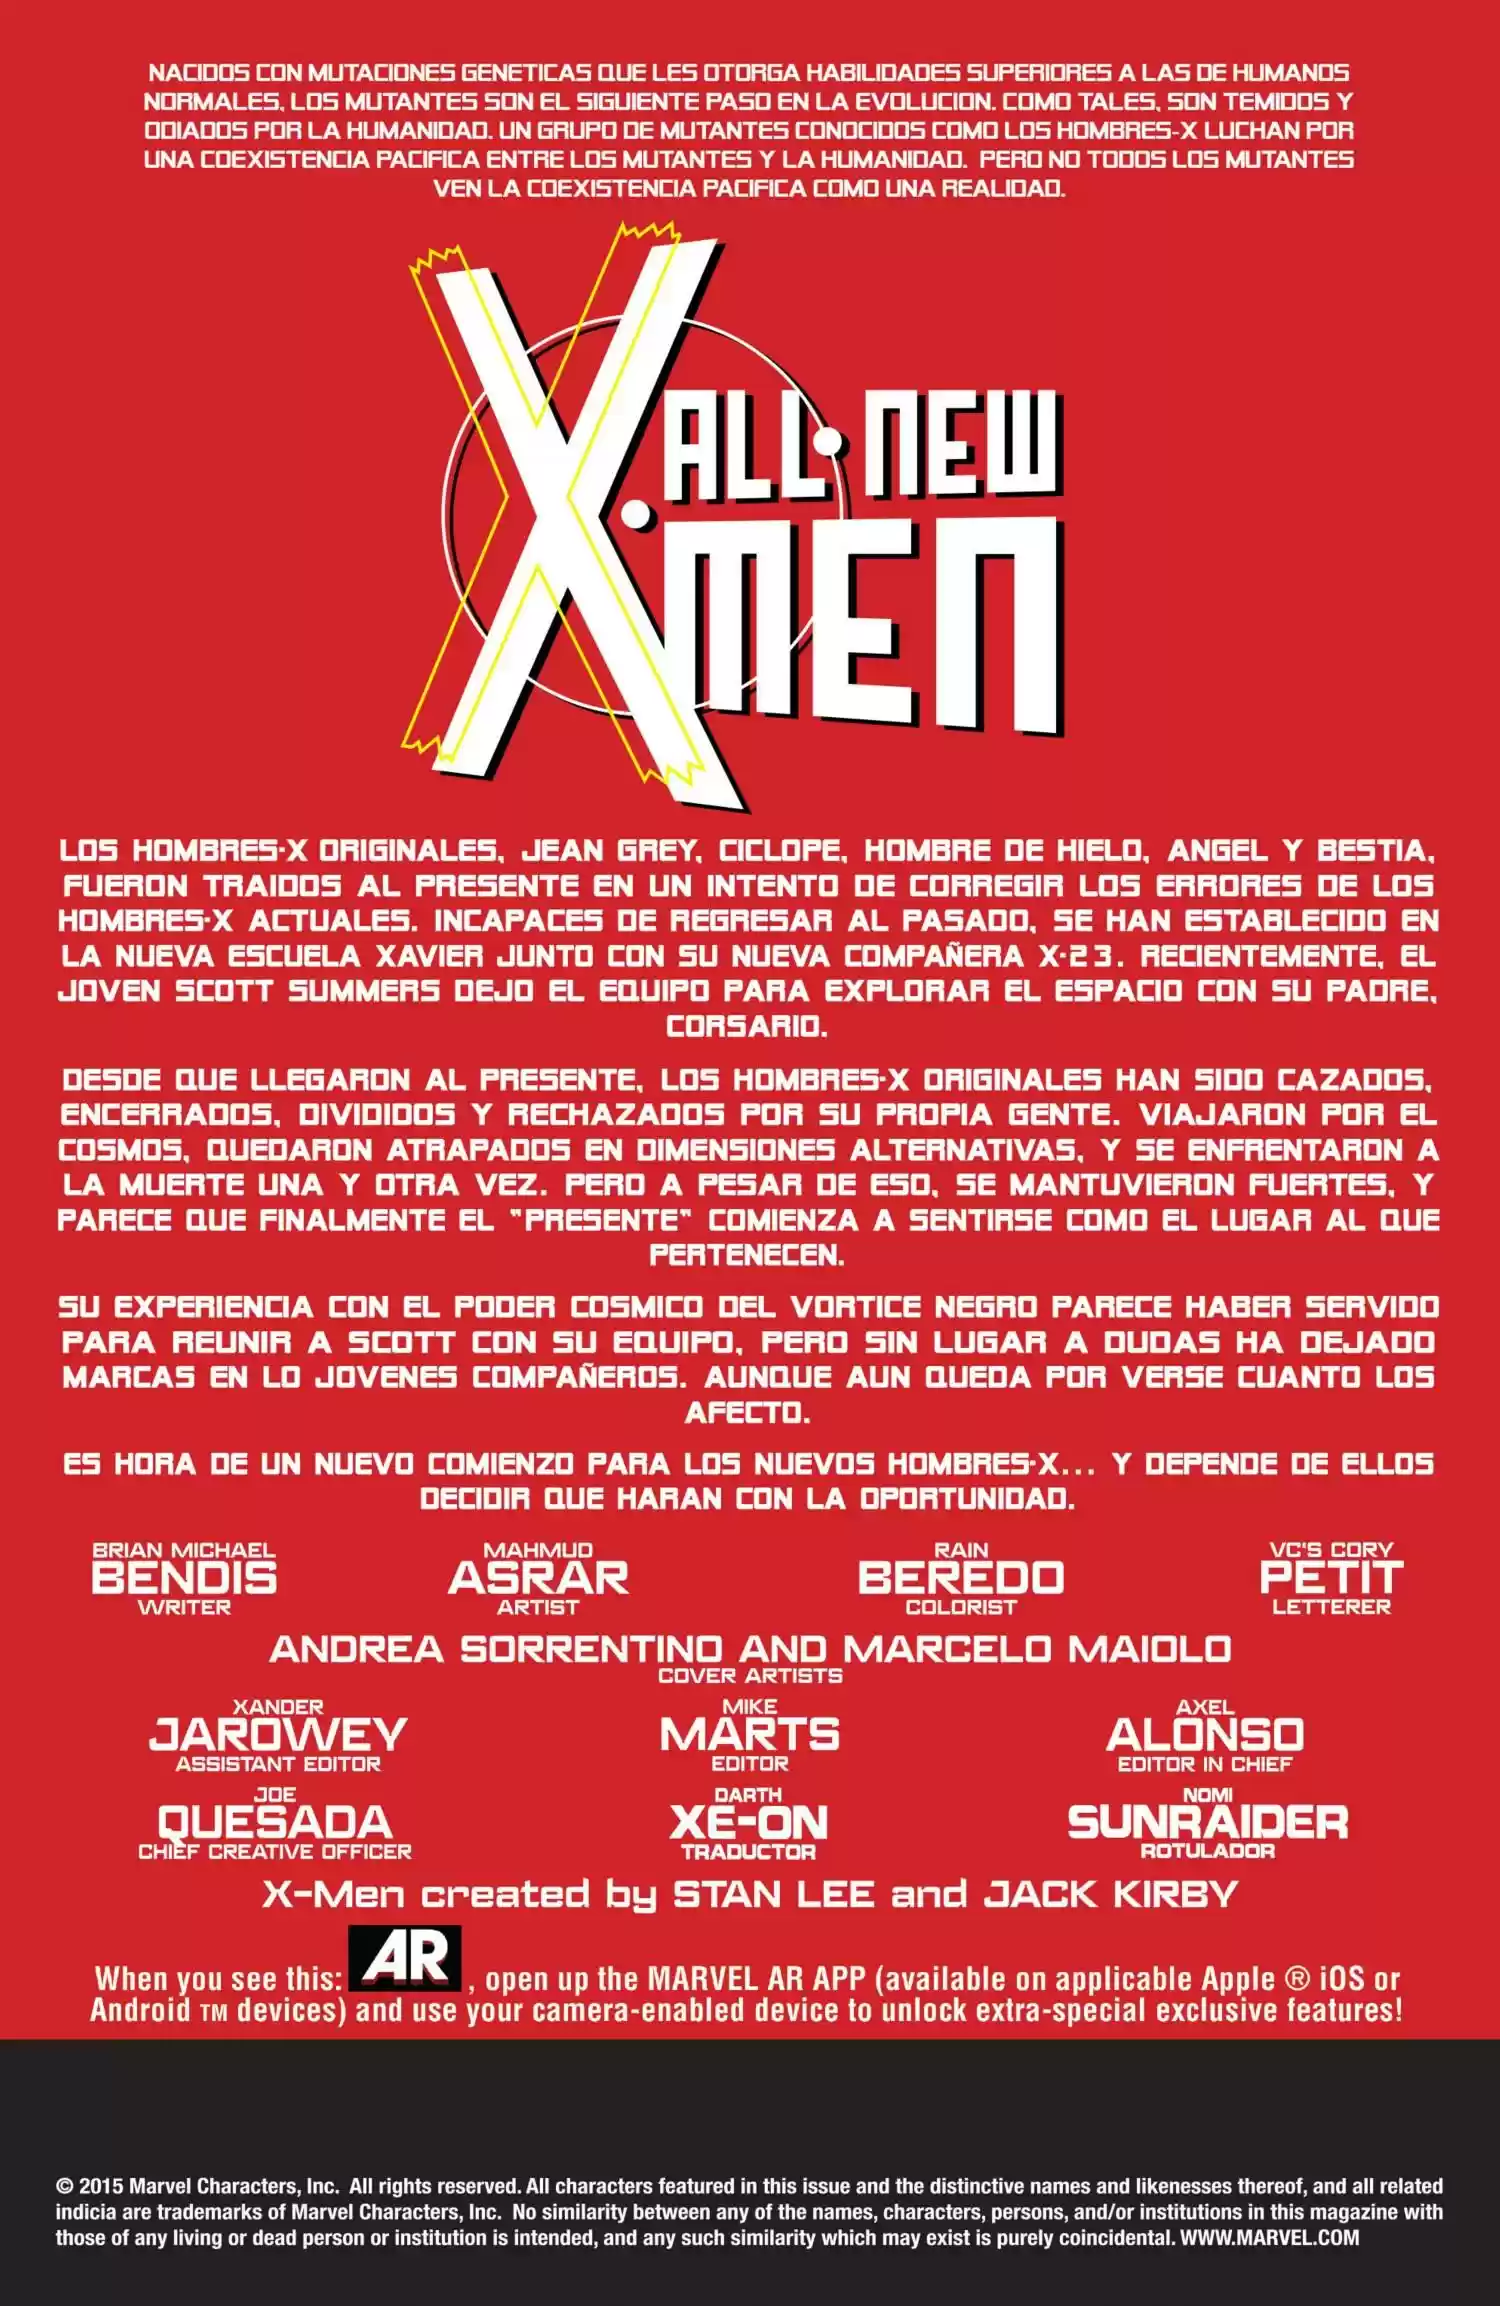 NACIDOS CON MUTACIONES GENETICAS QUE LES OTORGA HABILIDADES SUPERIORES A LAS DE HUMANOS
NORMALES, LOS MUTANTES SON EL SIGUIENTE PASO EN LA EVOLUCION. COMO TALES, SON TEMIDOS Y
ODIADOS POR LA HUMANIDAD. UN GRUPO DE MUTANTES CONOCIDOS COMO LOS HOMBRES-X LUCHAN POR
UNA COEXISTENCIA PACIFICA ENTRE LOS MUTANTES Y LA HUMANIDAD. PERO NO TODOS LOS MUTANTES
VEN LA COEXISTENCIA PACIFICA COMO UNA REALIDAD.
ALL NEW
X-MEN
LOS HOMBRES-X ORIGINALES, JEAN GREY, CICLOPE, HOMBRE DE HIELO, ANGEL Y BESTIA,
FUERON TRAIDOS AL PRESENTE EN UN INTENTO DE CORREGIR LOS ERRORES DE LOS
HOMBRES-X ACTUALES. INCAPACES DE REGRESAR AL PASADO, SE HAN ESTABLECIDO EN
LA NUEVA ESCUELA XAVIER JUNTO CON SU NUEVA COMPAÑERA X-23. RECIENTEMENTE, EL
JOVEN SCOTT SUMMERS DEJO EL EQUIPO PARA EXPLORAR EL ESPACIO CON SU PADRE,
CORSARIO.
DESDE QUE LLEGARON AL PRESENTE, LOS HOMBRES-X ORIGINALES HAN SIDO CAZADOS,
ENCERRADOS, DIVIDIDOS Y RECHAZADOS POR SU PROPIA GENTE. VIAJARON POR EL
COSMOS, QUEDARON ATRAPADOS EN DIMENSIONES ALTERNATIVAS, Y SE ENFRENTARON A
LA MUERTE UNA Y OTRA VEZ. PERO A PESAR DE ESO, SE MANTUVIERON FUERTES, Y
PARECE QUE FINALMENTE EL "PRESENTE" COMIENZA A SENTIRSE COMO EL LUGAR AL QUE
PERTENECEN.
SU EXPERIENCIA CON EL PODER COSMICO DEL VORTICE NEGRO PARECE HABER SERVIDO
PARA REUNIR A SCOTT CON SU EQUIPO, PERO SIN LUGAR A DUDAS HA DEJADO
MARCAS EN LO JOVENES COMPAÑEROS. AUNQUE AUN QUEDA POR VERSE CUANTO LOS
AFECTO.
ES HORA DE UN NUEVO COMIENZO PARA LOS NUEVOS HOMBRES-X... Y DEPENDE DE ELLOS
DECIDIR QUE HARAN CON LA OPORTUNIDAD.
BRIAN MICHAEL
BENDIS
WRITER
MAHMUD
ASRAR
ARTIST
RAIN
BEREDO
COLORIST
VC'S CORY
PETIT
LETTERER
ANDREA SORRENTINO AND MARCELO MAIOLO
COVER ARTISTS
XANDER
JAROWEY
ASSISTANT EDITOR
MIKE
MARTS
EDITOR
AXEL
ALONSO
EDITOR IN CHIEF
JOE
QUESADA
CHIEF CREATIVE OFFICER
DARTH
XE-ON
TRADUCTOR
NOMI
SUNRAIDER
ROTULADOR
X-Men created by STAN LEE and JACK KIRBY
When you see this: AR , open up the MARVEL AR APP (available on applicable Apple ® iOS or
Android TM devices) and use your camera-enabled device to unlock extra-special exclusive features!
© 2015 Marvel Characters, Inc. All rights reserved. All characters featured in this issue and the distinctive names and likenesses thereof, and all related
indicia are trademarks of Marvel Characters, Inc. No similarity between any of the names, characters, persons, and/or institutions in this magazine with
those of any living or dead person or institution is intended, and any such similarity which may exist is purely coincidental. WWW.MARVEL.COM